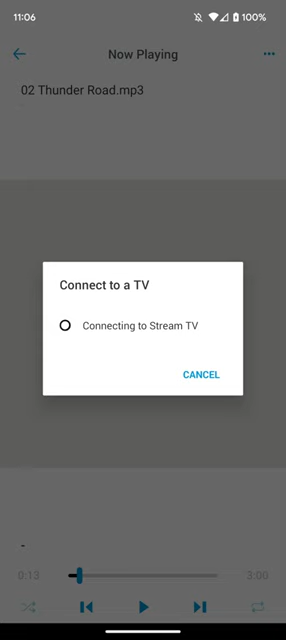 11:06
100%
Now Playing
02 Thunder Road.mp3
Connect to a TV
Connecting to Stream TV
CANCEL
-
0:13
3:00